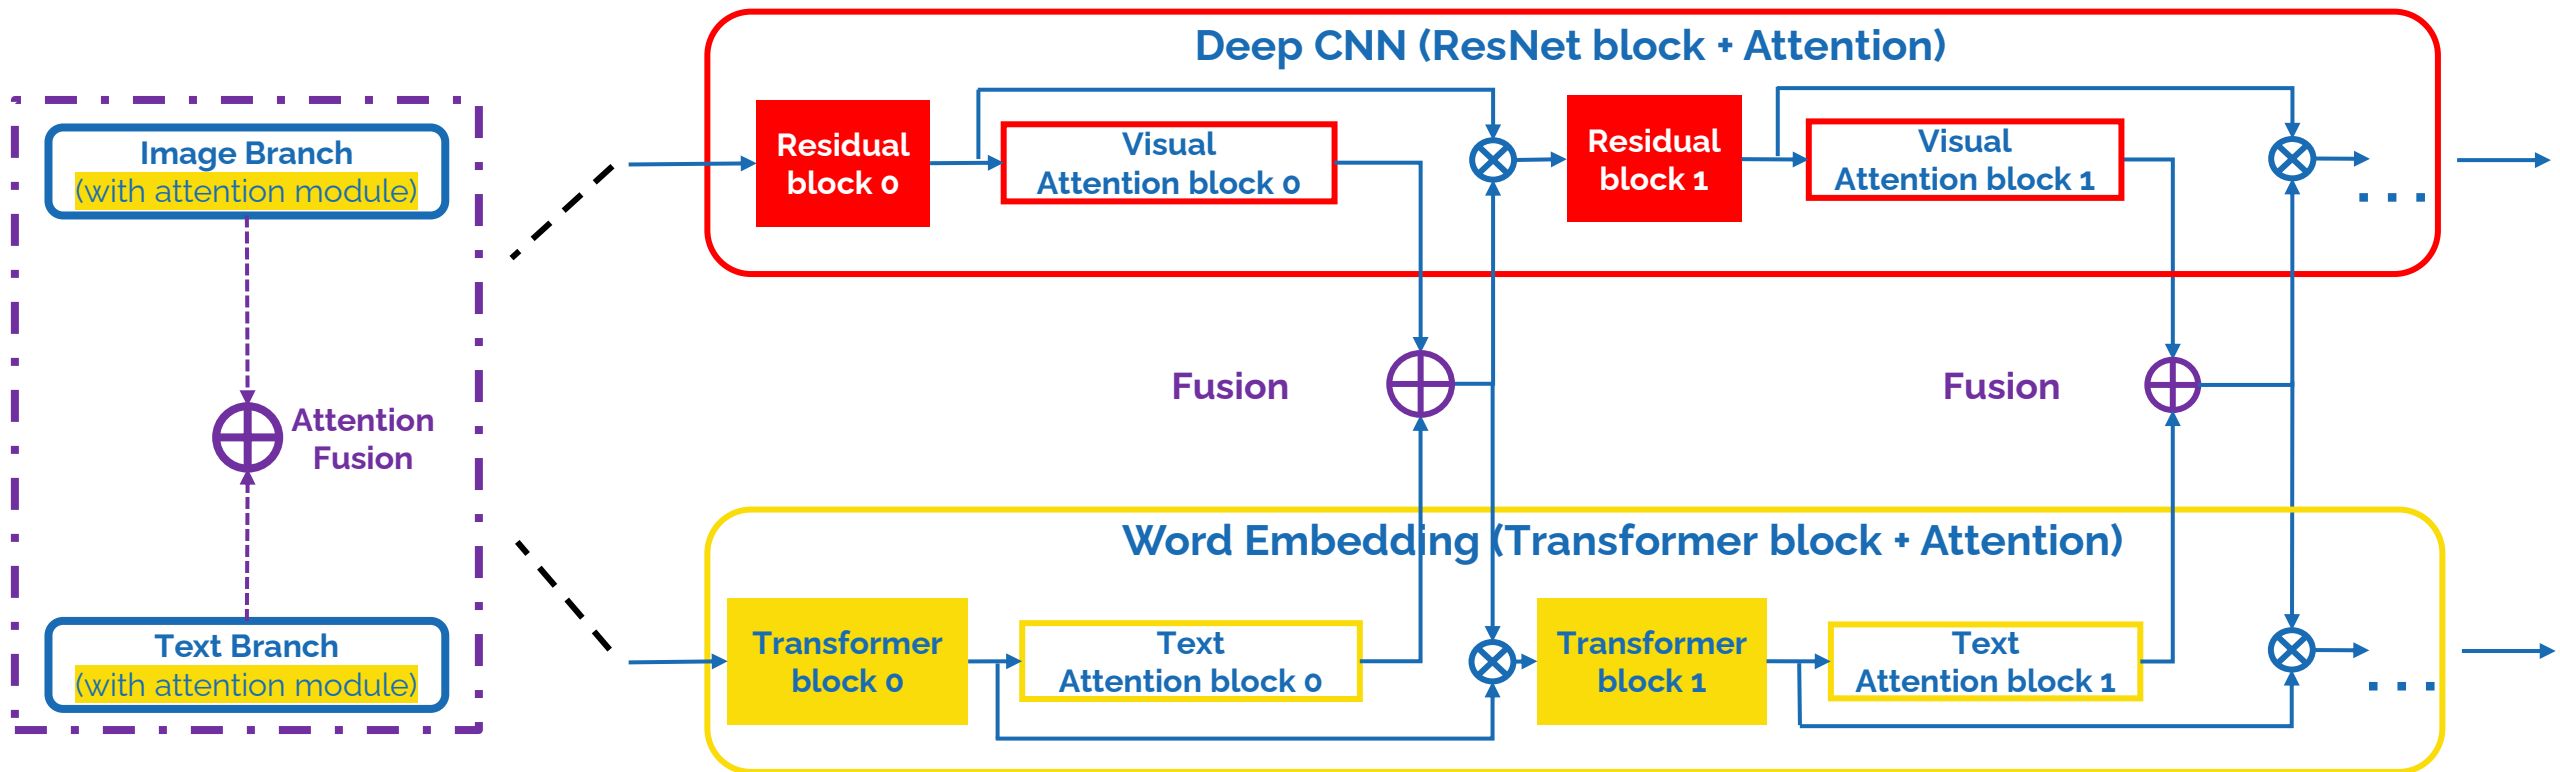 Image Branch
(with attention module)
Attention
Fusion
Text Branch
(with attention module)
Deep CNN (ResNet block + Attention)
Residual
block 0
Visual
Attention block 0
Residual
block 1
Visual
Attention block 1
. . .
Fusion
Fusion
Word Embedding (Transformer block + Attention)
Transformer
block 0
Text
Attention block 0
Transformer
block 1
Text
Attention block 1
. . .